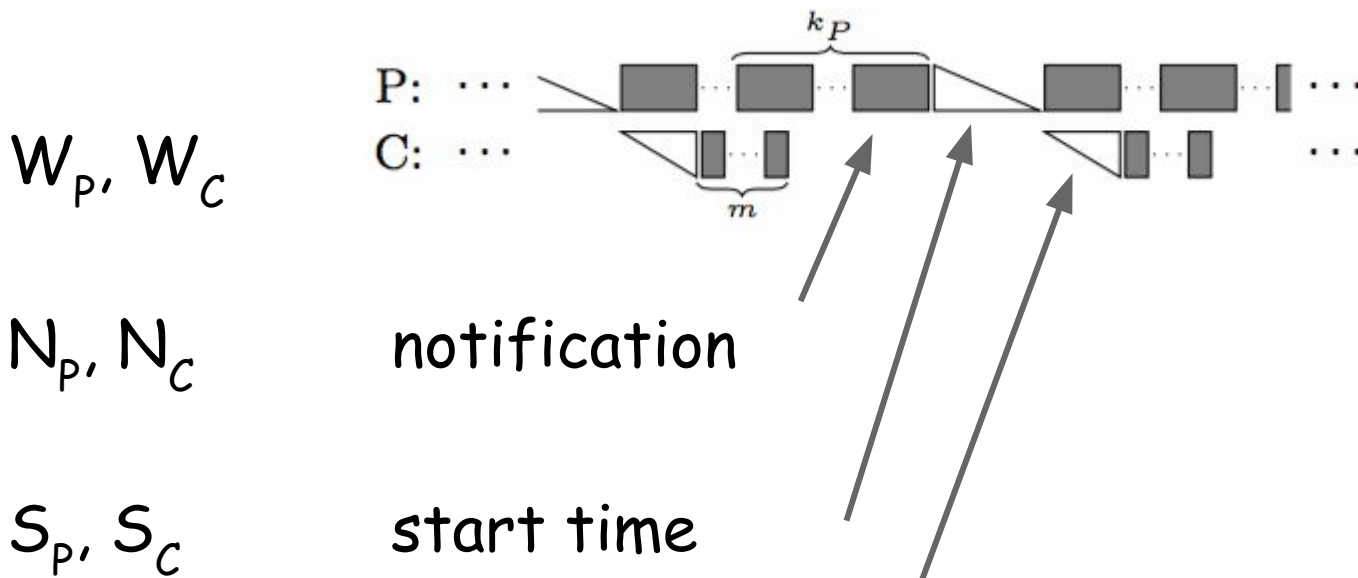 k_P
P: ··· ··· ··· ··· ··· ···
C: ··· ··· ··· ···
m
W_P, W_C
N_P, N_C notification
S_P, S_C start time